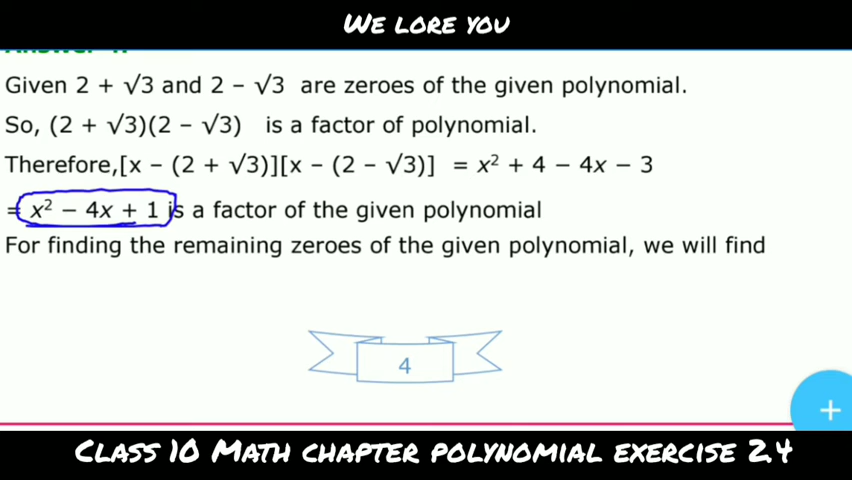 We lore you
Given 2 + √3 and 2 – √3 are zeroes of the given polynomial.
So, (2 + √3)(2 – √3) is a factor of polynomial.
Therefore,[x – (2 + √3)][x – (2 – √3)] = x² + 4 – 4x – 3
= x² – 4x + 1 is a factor of the given polynomial
For finding the remaining zeroes of the given polynomial, we will find
4
+
Class 10 Math chapter polynomial exercise 2.4